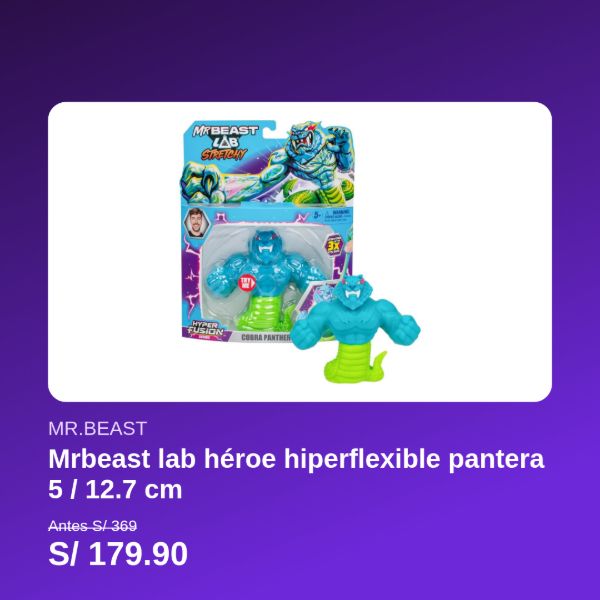 MRBEAST
LAB
STRETCHY
5+
WARNING:
3X
TRY
ME
HYPER
FUSION
SERIES
COBRA PANTHER
MR.BEAST
Mrbeast lab héroe hiperflexible pantera
5 / 12.7 cm
Antes S/ 369
S/ 179.90